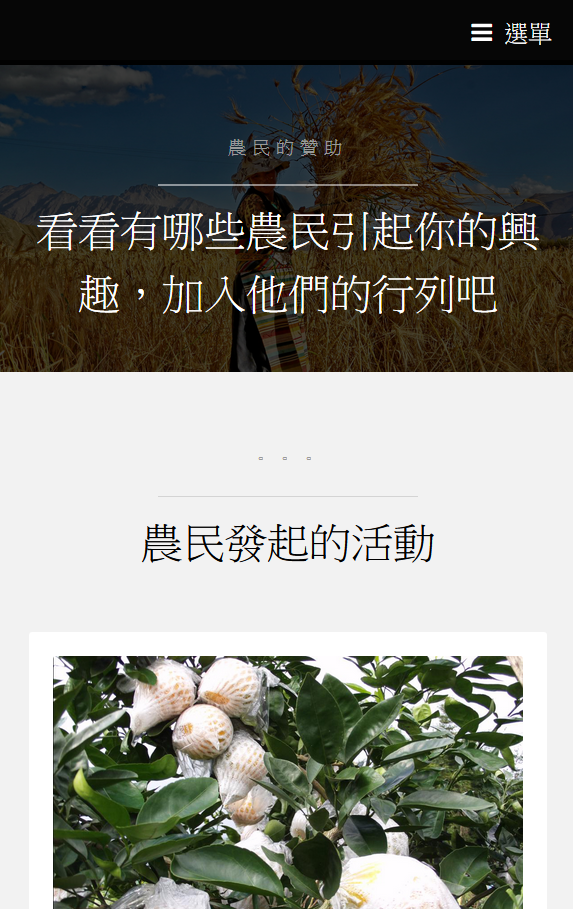 選單
農民的贊助
看看有哪些農民引起你的興
趣，加入他們的行列吧
農民發起的活動